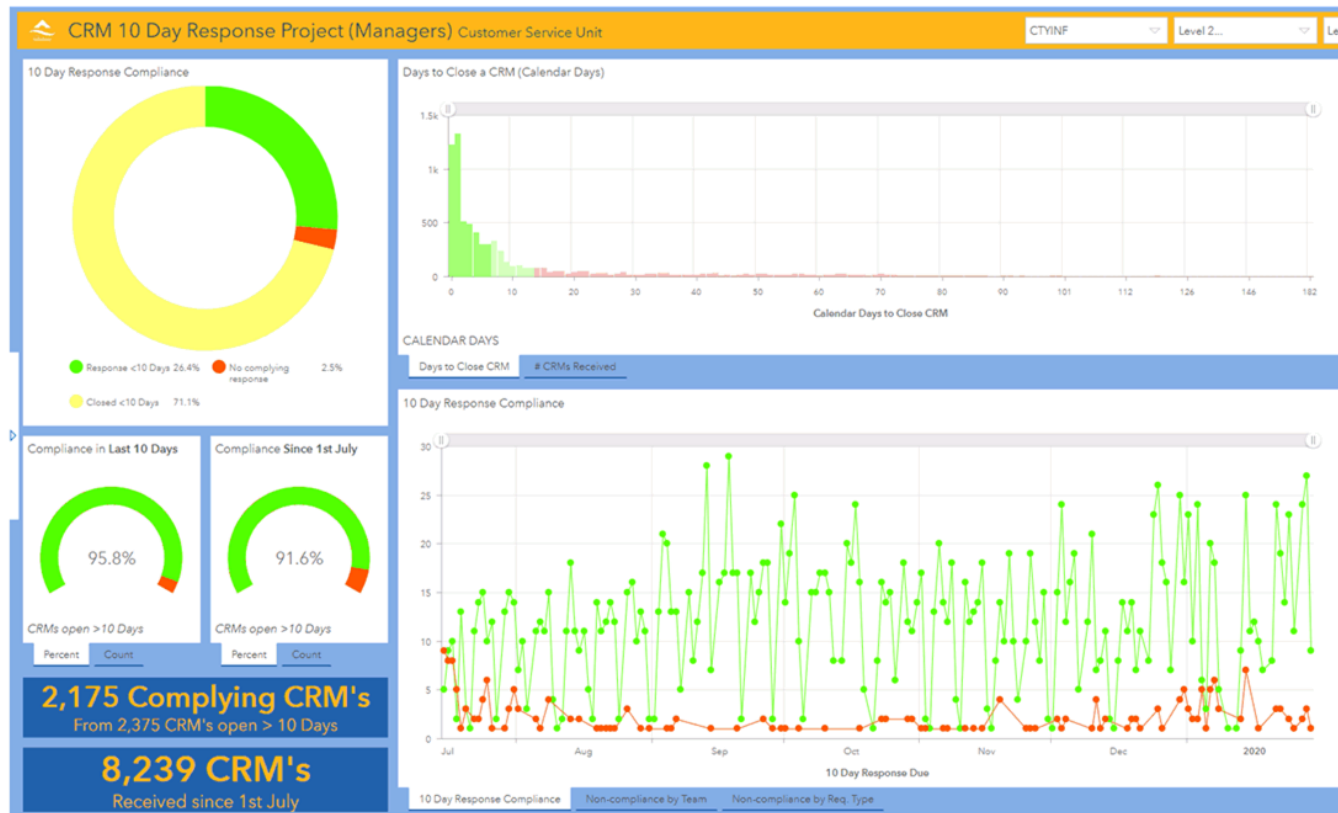 CRM 10 Day Response Project (Managers) Customer Service Unit
CTYINF
Level 2...
Le
10 Day Response Compliance
Response <10 Days 26.4%
No complying response 2.5%
Closed <10 Days 71.1%
Days to Close a CRM (Calendar Days)
1.5k
1k
500
0
0 10 20 30 40 50 60 70 80 90 101 112 126 146 182
Calendar Days to Close CRM
CALENDAR DAYS
Days to Close CRM
# CRMs Received
Compliance in Last 10 Days
95.8%
CRMs open >10 Days
Percent Count
Compliance Since 1st July
91.6%
CRMs open >10 Days
Percent Count
2,175 Complying CRM's
From 2,375 CRM's open > 10 Days
8,239 CRM's
Received since 1st July
10 Day Response Compliance
30
25
20
15
10
5
0
Jul Aug Sep Oct Nov Dec 2020
10 Day Response Due
10 Day Response Compliance
Non-compliance by Team
Non-compliance by Req. Type